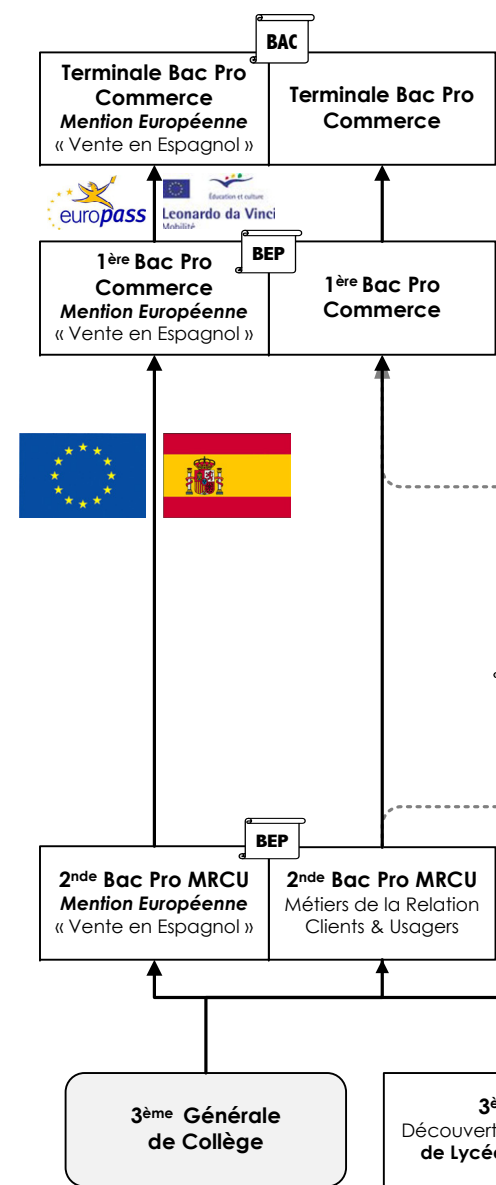 BAC
Terminale Bac Pro
Commerce
Mention Européenne
« Vente en Espagnol »
Terminale Bac Pro
Commerce
europass
Éducation et culture
Leonardo da Vinci
Mobilité
BEP
1ère Bac Pro
Commerce
Mention Européenne
« Vente en Espagnol »
1ère Bac Pro
Commerce
BEP
2nde Bac Pro MRCU
Mention Européenne
« Vente en Espagnol »
2nde Bac Pro MRCU
Métiers de la Relation
Clients & Usagers
3ème Générale
de Collège
Découvert
de Lycé